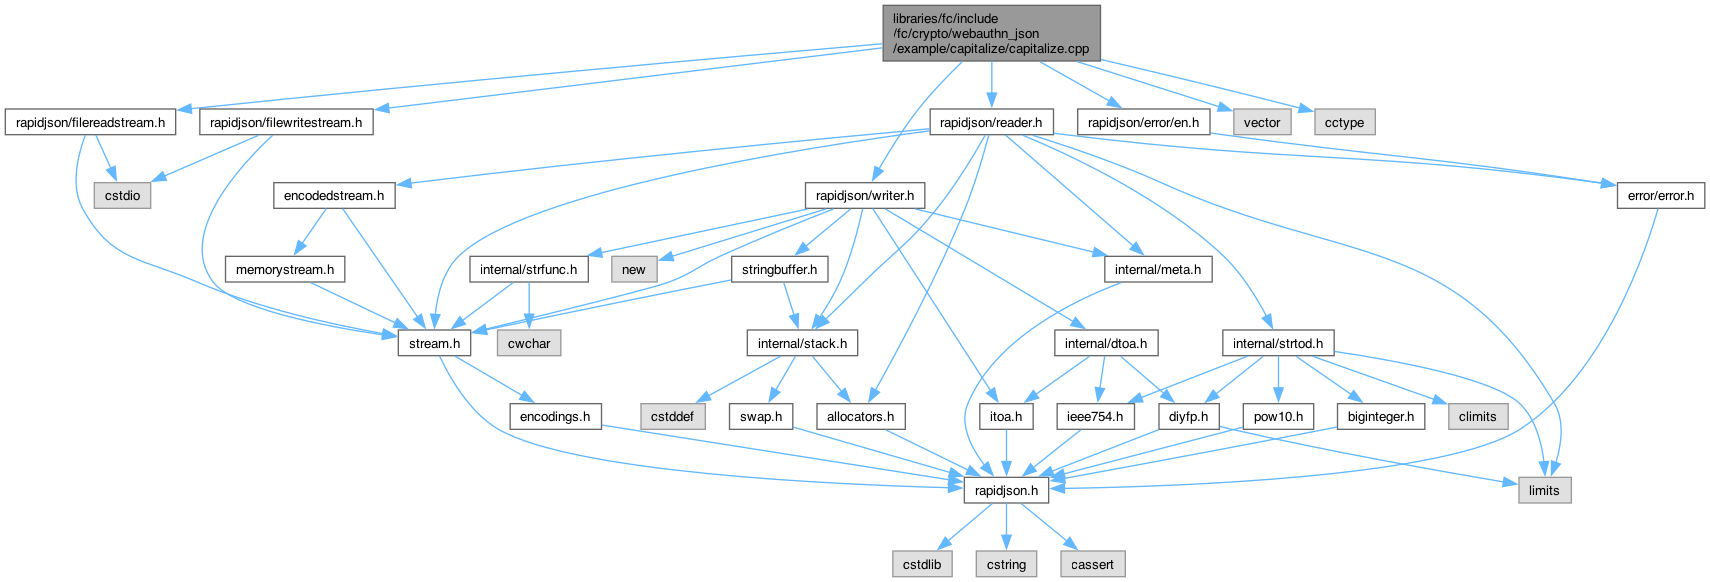 libraries/fc/include
/fc/crypto/webauthn_json
/example/capitalize/capitalize.cpp
rapidjson/filereadstream.h
rapidjson/filewritestream.h
rapidjson/reader.h
rapidjson/error/en.h
vector
cctype
cstdio
encodedstream.h
rapidjson/writer.h
error/error.h
memorystream.h
internal/strfunc.h
new
stringbuffer.h
internal/meta.h
stream.h
cwchar
internal/stack.h
internal/dtoa.h
internal/strtod.h
encodings.h
cstddef
swap.h
allocators.h
itoa.h
ieee754.h
diyfp.h
pow10.h
biginteger.h
climits
rapidjson.h
limits
cstdlib
cstring
cassert